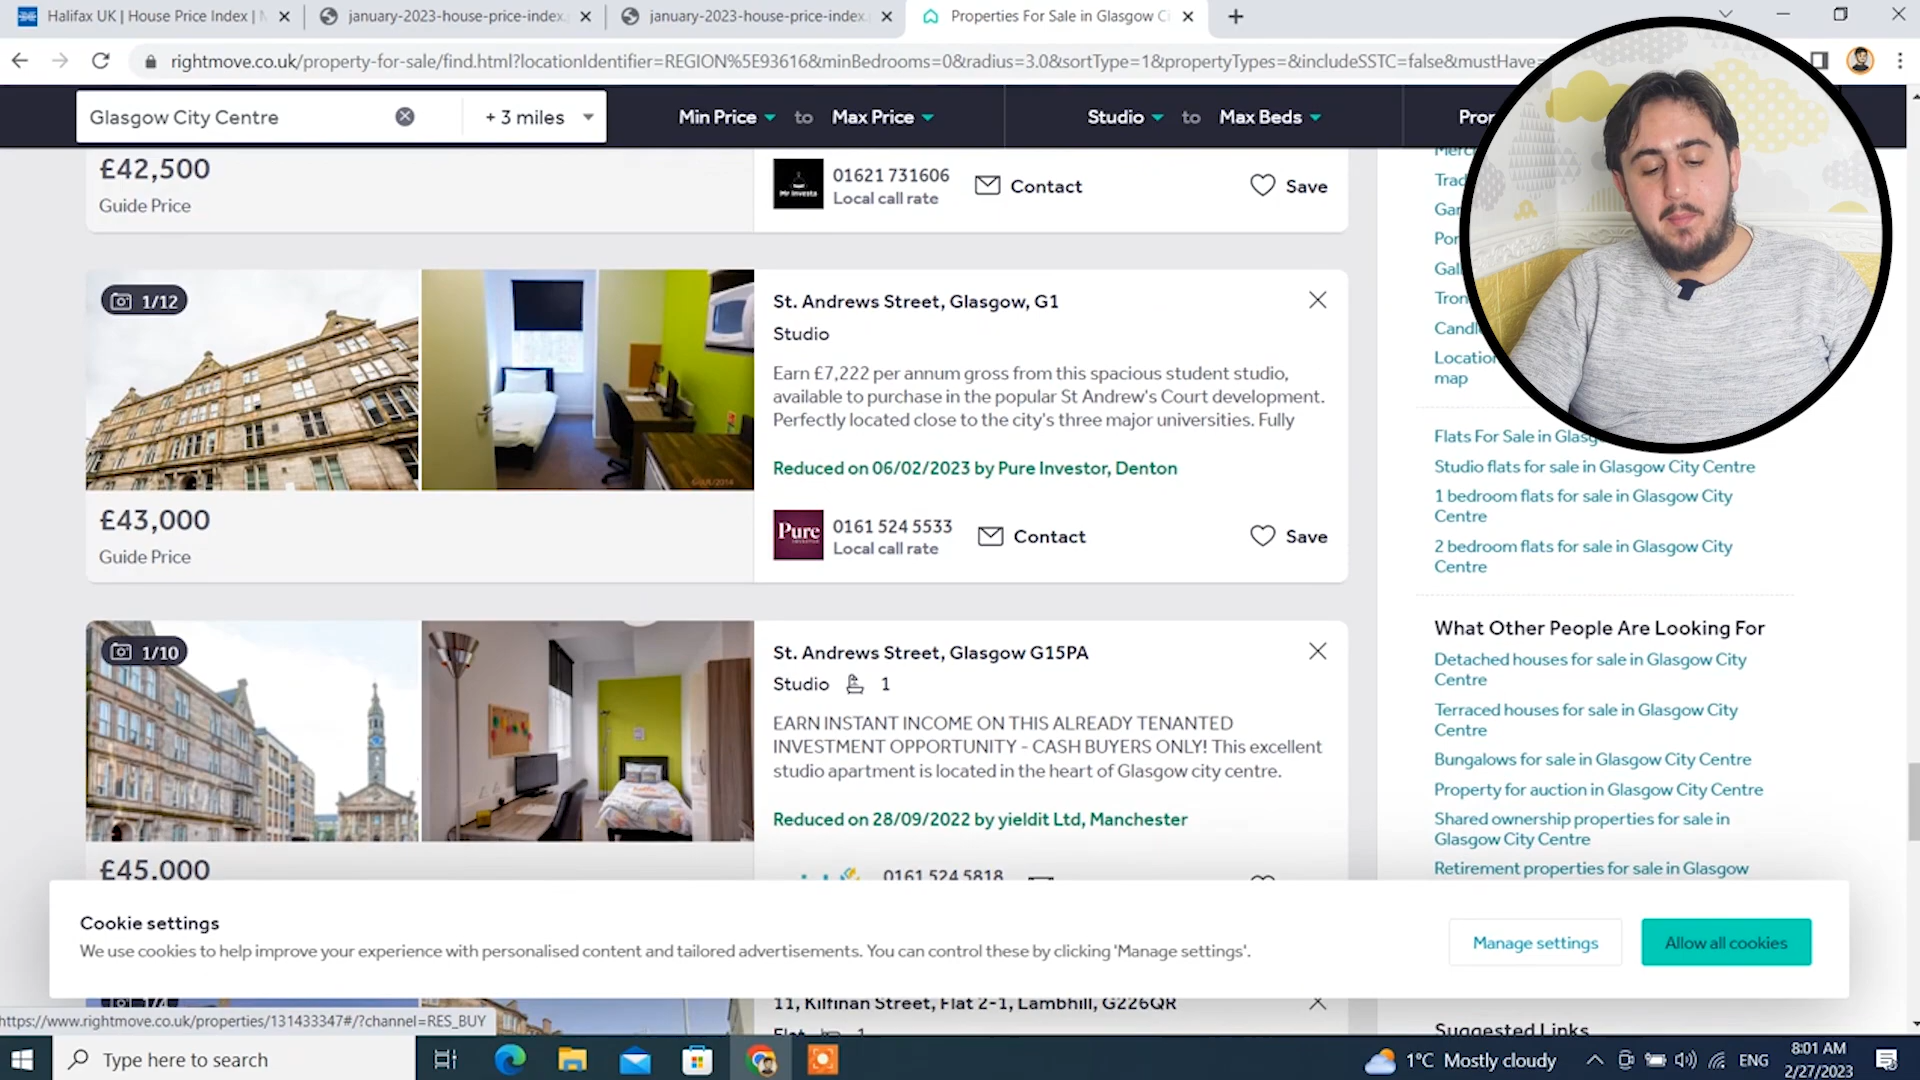 Halifax UK | House Price Index |
january-2023-house-price-index.
january-2023-house-price-index.
Properties For Sale in Glasgow Ci
rightmove.co.uk/property-for-sale/find.html?locationIdentifier=REGION%5E93616&minBedrooms=0&radius=3.0&sortType=1&propertyTypes=&includeSSTC=false&mustHave=
Glasgow City Centre
+ 3 miles
Min Price to Max Price
Studio to Max Beds
£42,500
Guide Price
Mr Investa
01621 731606
Local call rate
Contact
Save
1/12
St. Andrews Street, Glasgow, G1
Studio
Earn £7,222 per annum gross from this spacious student studio,
available to purchase in the popular St Andrew's Court development.
Perfectly located close to the city's three major universities. Fully
Reduced on 06/02/2023 by Pure Investor, Denton
£43,000
Guide Price
Pure
0161 524 5533
Local call rate
Contact
Save
1/10
St. Andrews Street, Glasgow G15PA
Studio 1
EARN INSTANT INCOME ON THIS ALREADY TENANTED
INVESTMENT OPPORTUNITY - CASH BUYERS ONLY! This excellent
studio apartment is located in the heart of Glasgow city centre.
Reduced on 28/09/2022 by yieldit Ltd, Manchester
£45,000
0161 524 5818
Location
map
Flats For Sale in Glasg
Studio flats for sale in Glasgow City Centre
1 bedroom flats for sale in Glasgow City
Centre
2 bedroom flats for sale in Glasgow City
Centre
What Other People Are Looking For
Detached houses for sale in Glasgow City
Centre
Terraced houses for sale in Glasgow City
Centre
Bungalows for sale in Glasgow City Centre
Property for auction in Glasgow City Centre
Shared ownership properties for sale in
Glasgow City Centre
Retirement properties for sale in Glasgow
Cookie settings
We use cookies to help improve your experience with personalised content and tailored advertisements. You can control these by clicking 'Manage settings'.
Manage settings
Allow all cookies
11, Kilfinan Street, Flat 2-1, Lambhill, G226QR
Flat 1
Suggested Links
https://www.rightmove.co.uk/properties/131433347#/?channel=RES_BUY
Type here to search
1°C Mostly cloudy
ENG
8:01 AM
2/27/2023